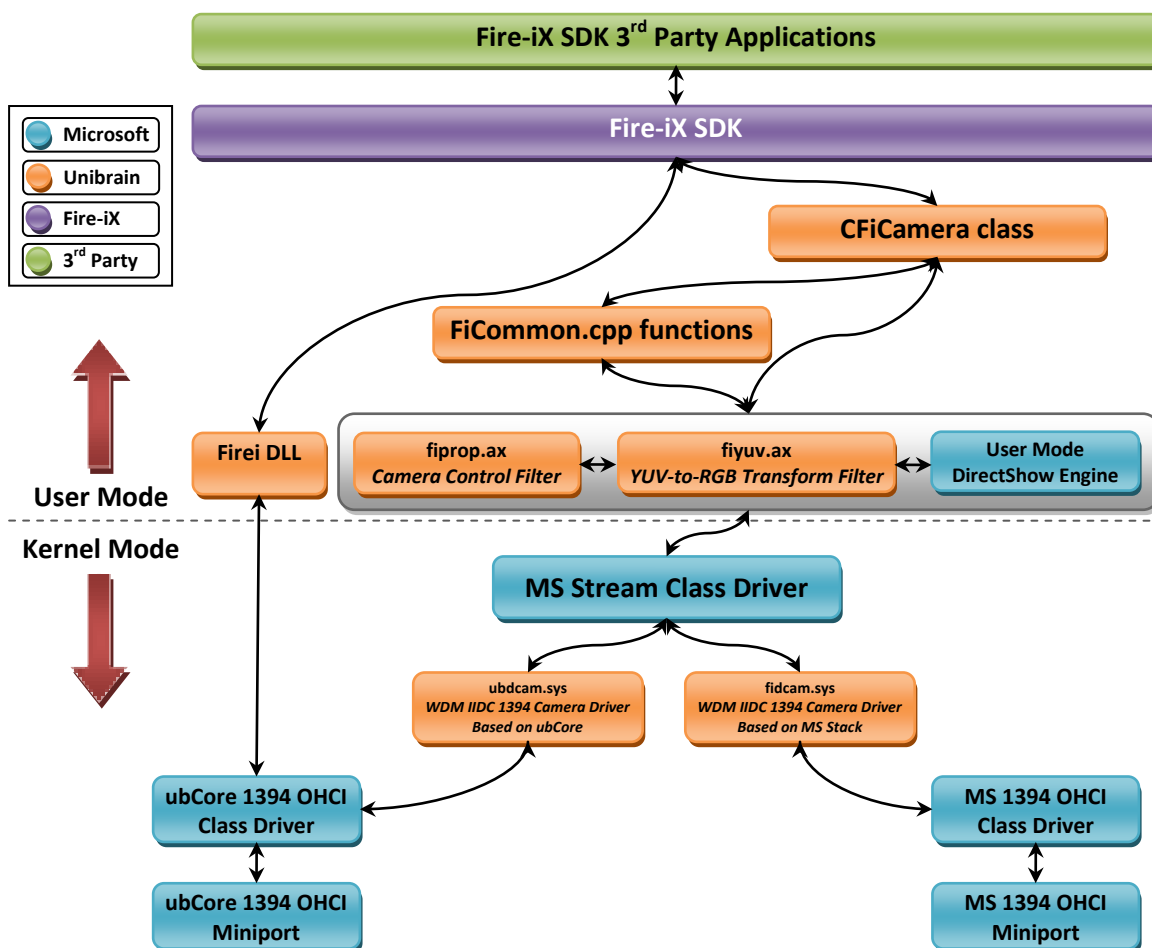 Fire-iX SDK 3rd Party Applications
Fire-iX SDK
Microsoft
Unibrain
Fire-iX
3rd Party
CFiCamera class
FiCommon.cpp functions
Firei DLL
fiprop.ax
Camera Control Filter
fiyuv.ax
YUV-to-RGB Transform Filter
User Mode
DirectShow Engine
User Mode
Kernel Mode
MS Stream Class Driver
ubdcam.sys
WDM IIDC 1394 Camera Driver
Based on ubCore
fidcam.sys
WDM IIDC 1394 Camera Driver
Based on MS Stack
ubCore 1394 OHCI
Class Driver
MS 1394 OHCI
Class Driver
ubCore 1394 OHCI
Miniport
MS 1394 OHCI
Miniport